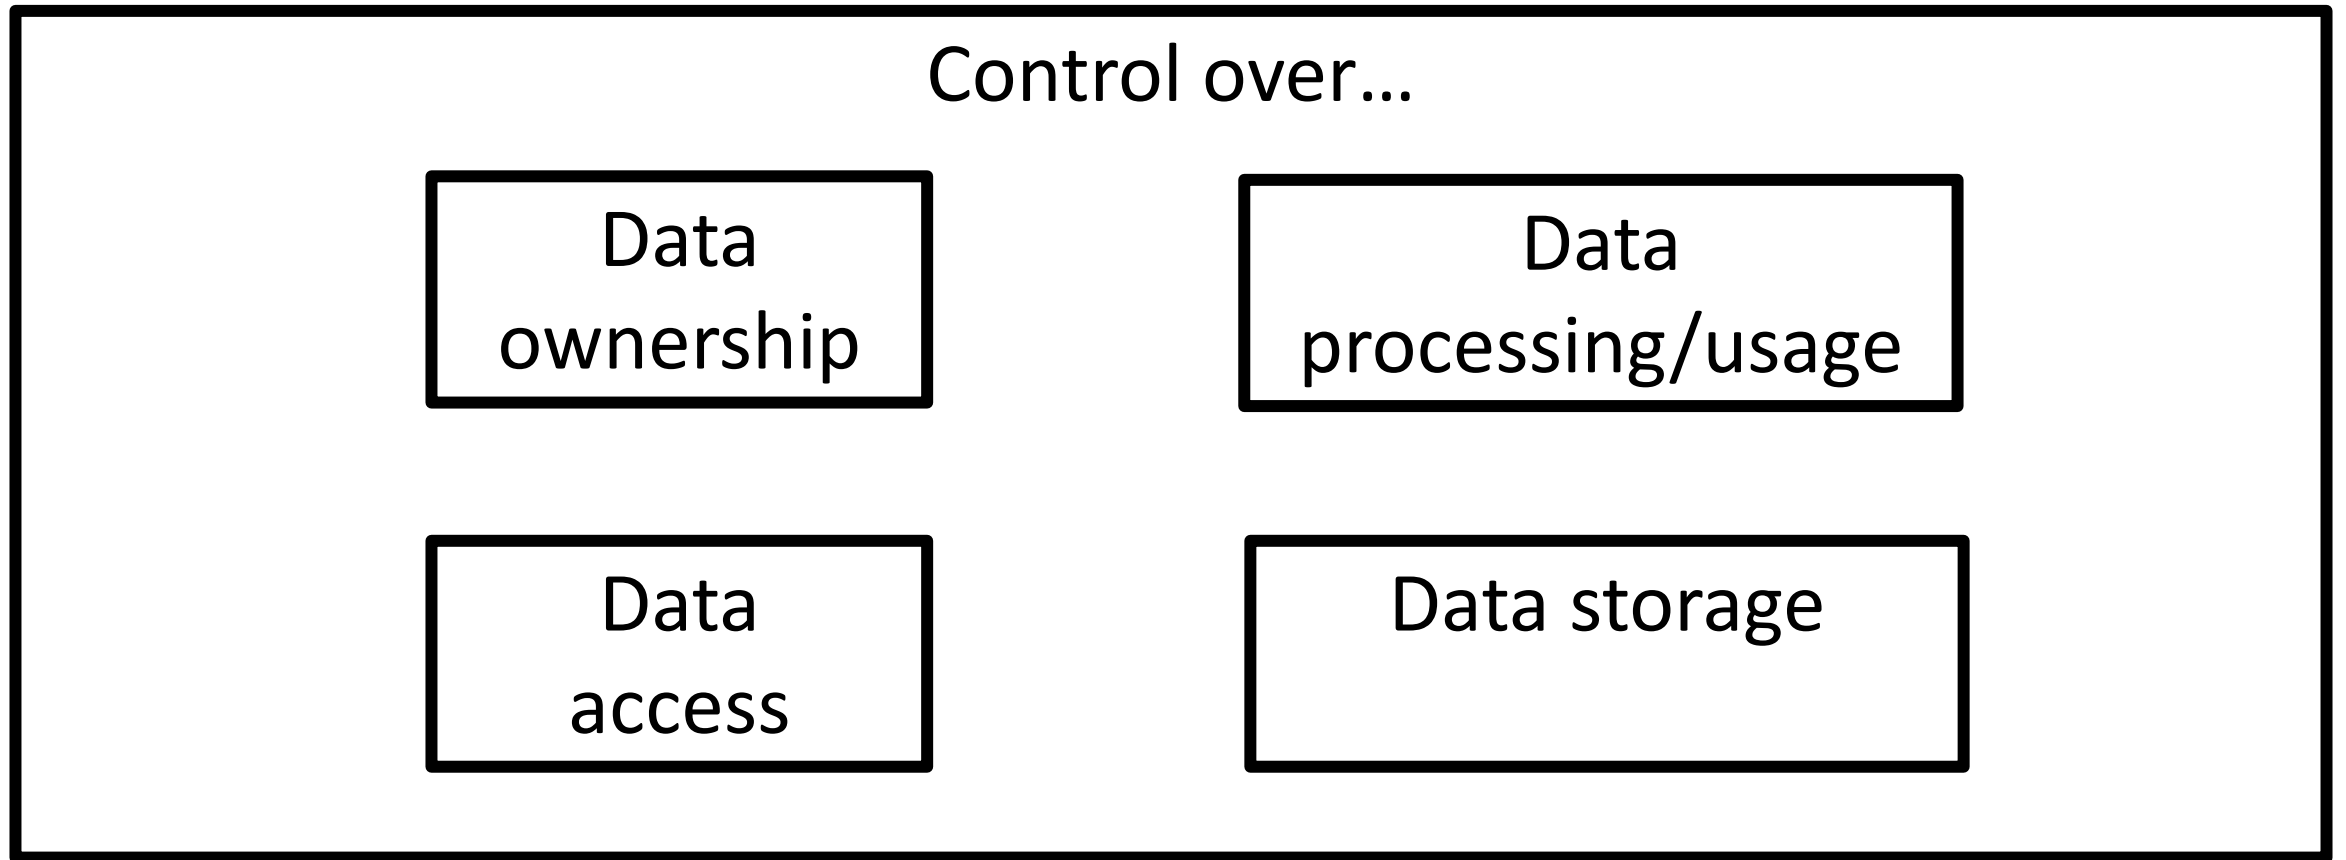 Control over…
Data
ownership
Data
processing/usage
Data
access
Data storage